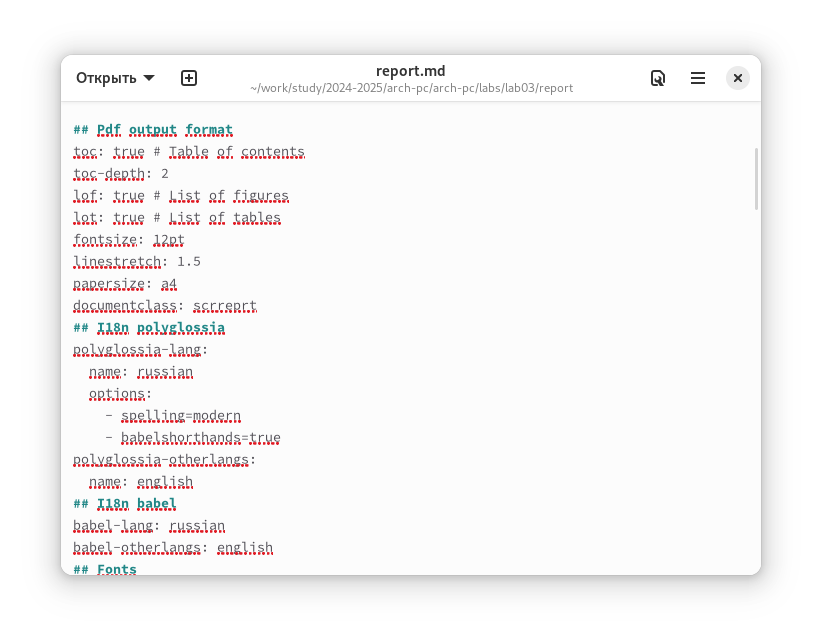 Открыть
report.md
~/work/study/2024-2025/arch-pc/arch-pc/labs/lab03/report
## Pdf output format
toc: true # Table of contents
toc-depth: 2
lof: true # List of figures
lot: true # List of tables
fontsize: 12pt
linestretch: 1.5
papersize: a4
documentclass: scrreprt
## I18n polyglossia
polyglossia-lang:
  name: russian
  options:
    - spelling=modern
    - babelshorthands=true
polyglossia-otherlangs:
  name: english
## I18n babel
babel-lang: russian
babel-otherlangs: english
## Fonts